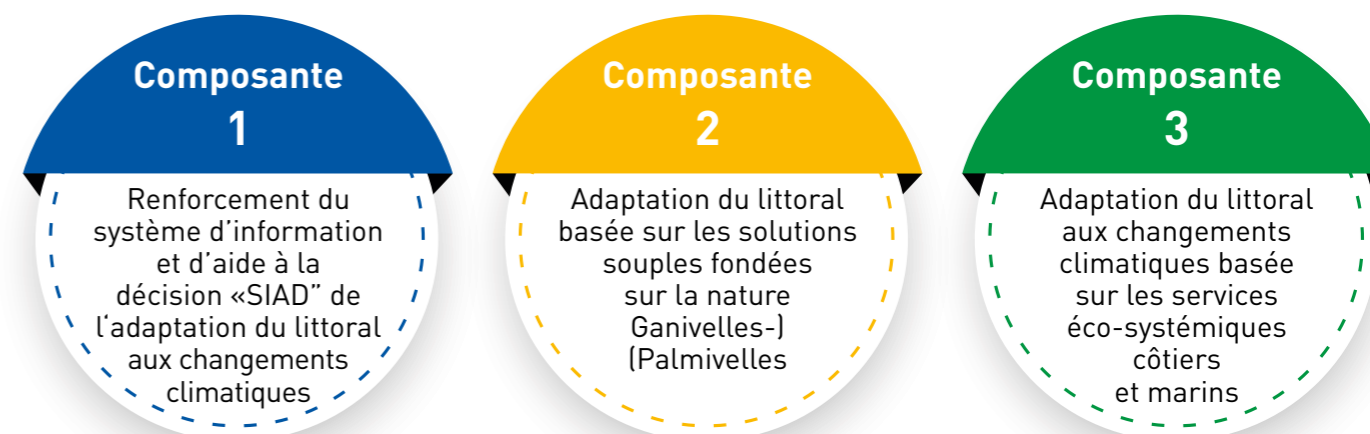 Composante
1
Renforcement du
système d’information
et d’aide à la
décision «SIAD” de
l‘adaptation du littoral
aux changements
climatiques
Composante
2
Adaptation du littoral
basée sur les solutions
souples fondées
sur la nature
Ganivelles-)
(Palmivelles
Composante
3
Adaptation du littoral
aux changements
climatiques basée
sur les services
éco-systémiques
côtiers
et marins